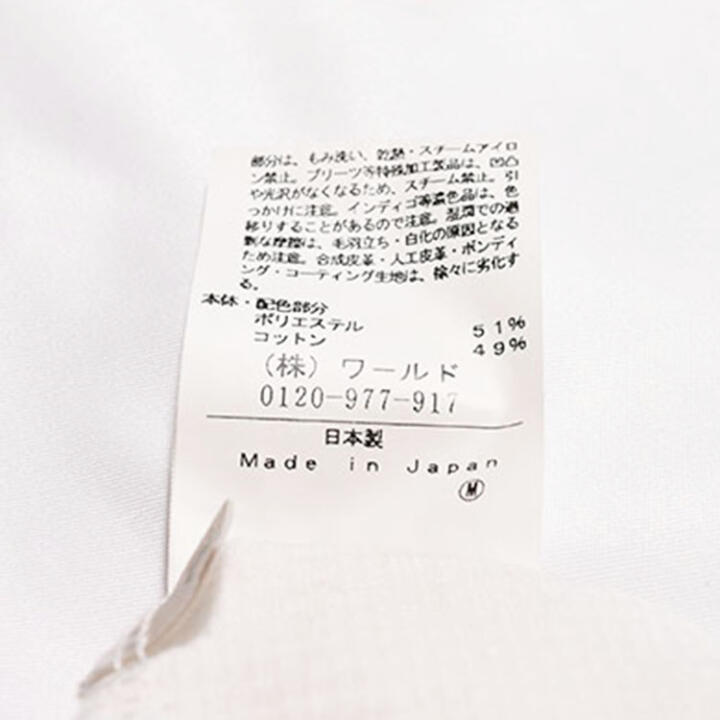 部分は、もみ洗い、乾熱・スチームアイロ
ン禁止。プリーツ等特殊加工製品は、凹凸
や光沢がなくなるため、スチーム禁止。引
っかけに注意。インディゴ等濃色品は、色
移りすることがあるので注意。湿潤での過
剰な摩擦は、毛羽立ち・白化の原因となる
ため注意。合成皮革・人工皮革・ボンディ
ング・コーティング生地は、徐々に劣化す
る。
本体・配色部分
ポリエステル 51%
コットン 49%
(株)ワールド
0120-977-917
日本製
Made in Japan
M